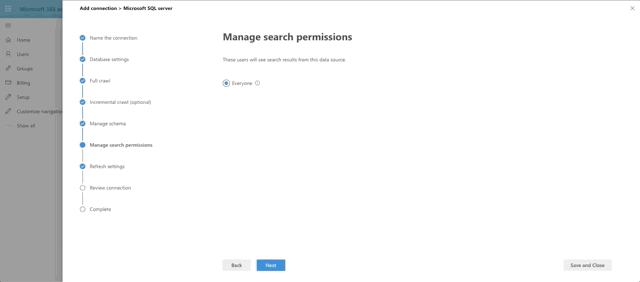 Microsoft 365
Add connection > Microsoft SQL server
Home
Users
Groups
Billing
Setup
Customize navigation
Show all
Name the connection
Database settings
Full crawl
Incremental crawl (optional)
Manage schema
Manage search permissions
Refresh settings
Review connection
Complete
Manage search permissions
These users will see search results from this data source.
Everyone
Back
Next
Save and Close